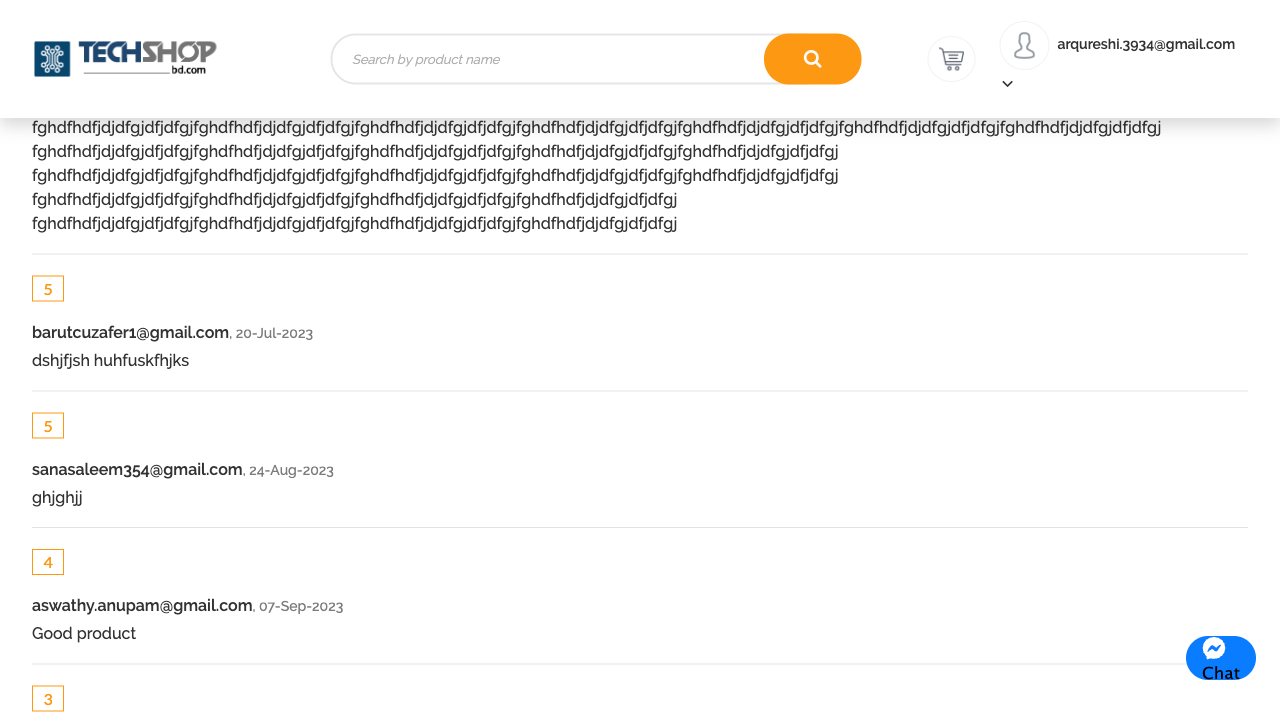 TECHSHOP
bd.com
Search by product name
arqureshi.3934@gmail.com
fghdfhdfjdjdfgjdfjdfgjfghdfhdfjdjdfgjdfjdfgjfghdfhdfjdjdfgjdfjdfgjfghdfhdfjdjdfgjdfjdfgjfghdfhdfjdjdfgjdfjdfgjfghdfhdfjdjdfgjdfjdfgjfghdfhdfjdjdfgjdfjdfgj
fghdfhdfjdjdfgjdfjdfgjfghdfhdfjdjdfgjdfjdfgjfghdfhdfjdjdfgjdfjdfgjfghdfhdfjdjdfgjdfjdfgjfghdfhdfjdjdfgjdfjdfgj
fghdfhdfjdjdfgjdfjdfgjfghdfhdfjdjdfgjdfjdfgjfghdfhdfjdjdfgjdfjdfgjfghdfhdfjdjdfgjdfjdfgjfghdfhdfjdjdfgjdfjdfgj
fghdfhdfjdjdfgjdfjdfgjfghdfhdfjdjdfgjdfjdfgjfghdfhdfjdjdfgjdfjdfgjfghdfhdfjdjdfgjdfjdfgj
fghdfhdfjdjdfgjdfjdfgjfghdfhdfjdjdfgjdfjdfgjfghdfhdfjdjdfgjdfjdfgjfghdfhdfjdjdfgjdfjdfgj
5
barutcuzafer1@gmail.com, 20-Jul-2023
dshjfjsh huhfuskfhjks
5
sanasaleem354@gmail.com, 24-Aug-2023
ghjghjj
4
aswathy.anupam@gmail.com, 07-Sep-2023
Good product
Chat
3